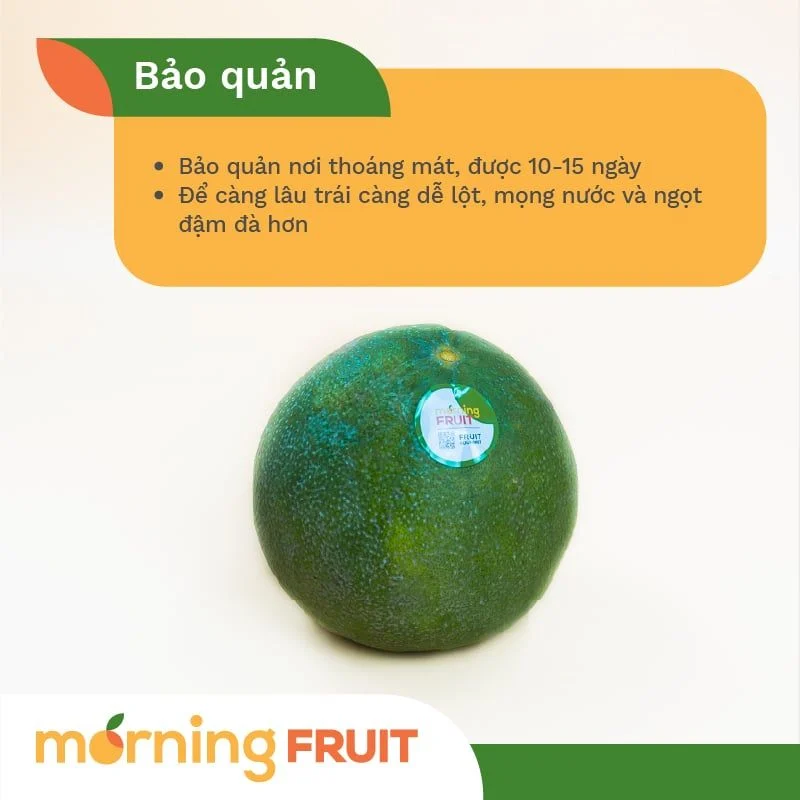 Bảo quản
• Bảo quản nơi thoáng mát, được 10-15 ngày
• Để càng lâu trái càng dễ lột, mọng nước và ngọt
đậm đà hơn
morning
FRUIT
FRUIT
morning FRUIT